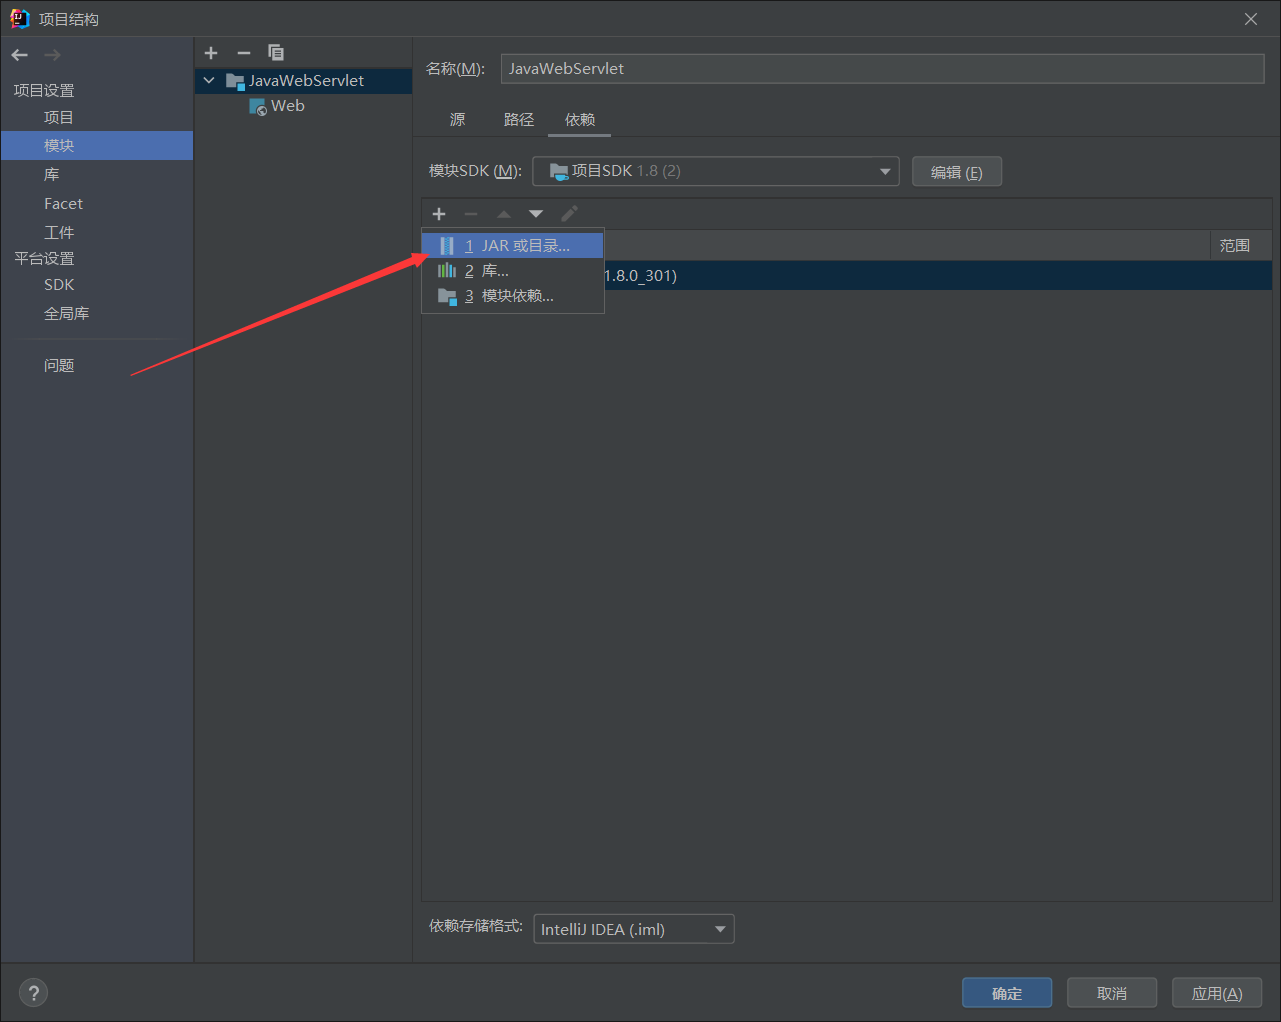 项目结构
项目设置
项目
模块
库
Facet
工件
平台设置
SDK
全局库
问题
JavaWebServlet
Web
名称(M):
JavaWebServlet
源 路径 依赖
模块SDK (M):
项目SDK 1.8 (2)
编辑 (E)
范围
1 JAR 或目录...
2 库...
3 模块依赖...
1.8.0_301)
依赖存储格式:
IntelliJ IDEA (.iml)
?
确定 取消 应用(A)